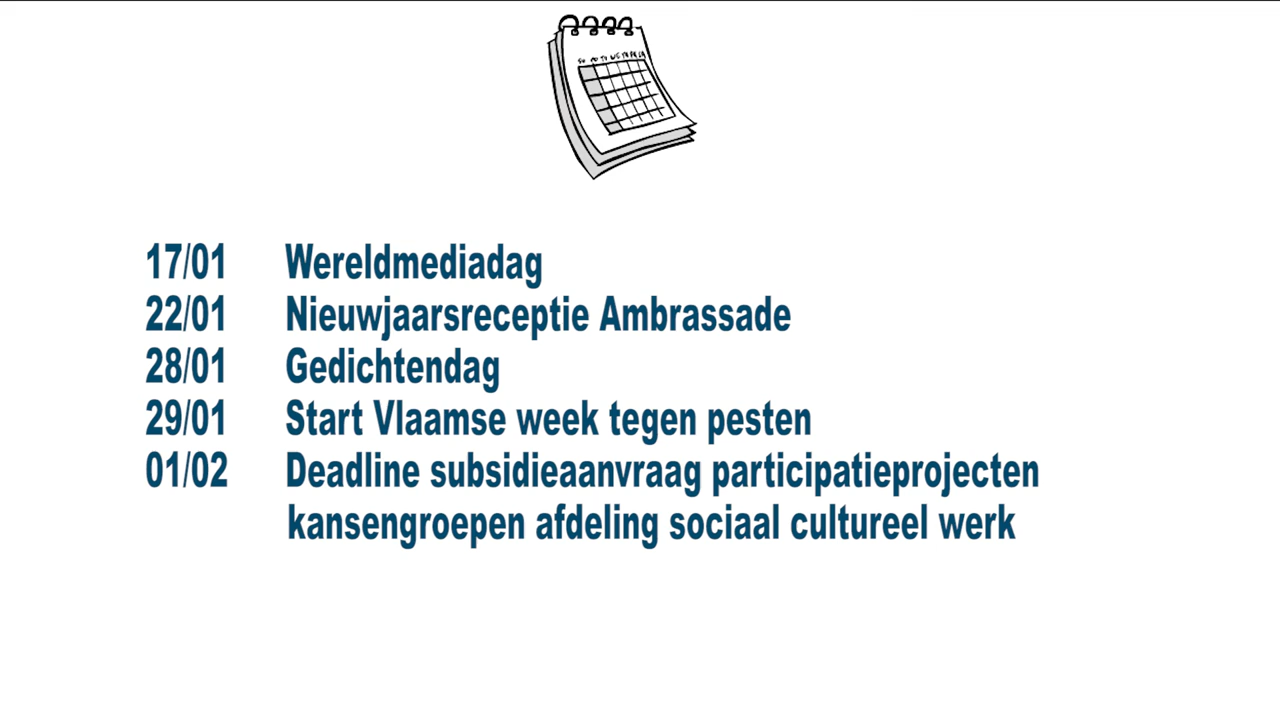 17/01 Wereldmediadag
22/01 Nieuwjaarsreceptie Ambrassade
28/01 Gedichtendag
29/01 Start Vlaamse week tegen pesten
01/02 Deadline subsidieaanvraag participatieprojecten
kansengroepen afdeling sociaal cultureel werk